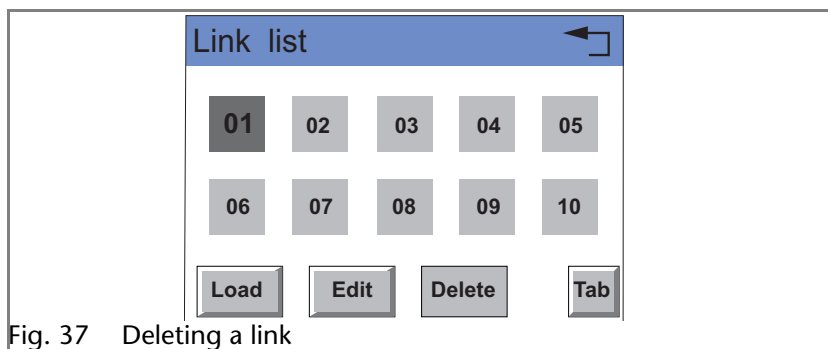 Link list
01 02 03 04 05
06 07 08 09 10
Load Edit Delete Tab
Fig. 37 Deleting a link